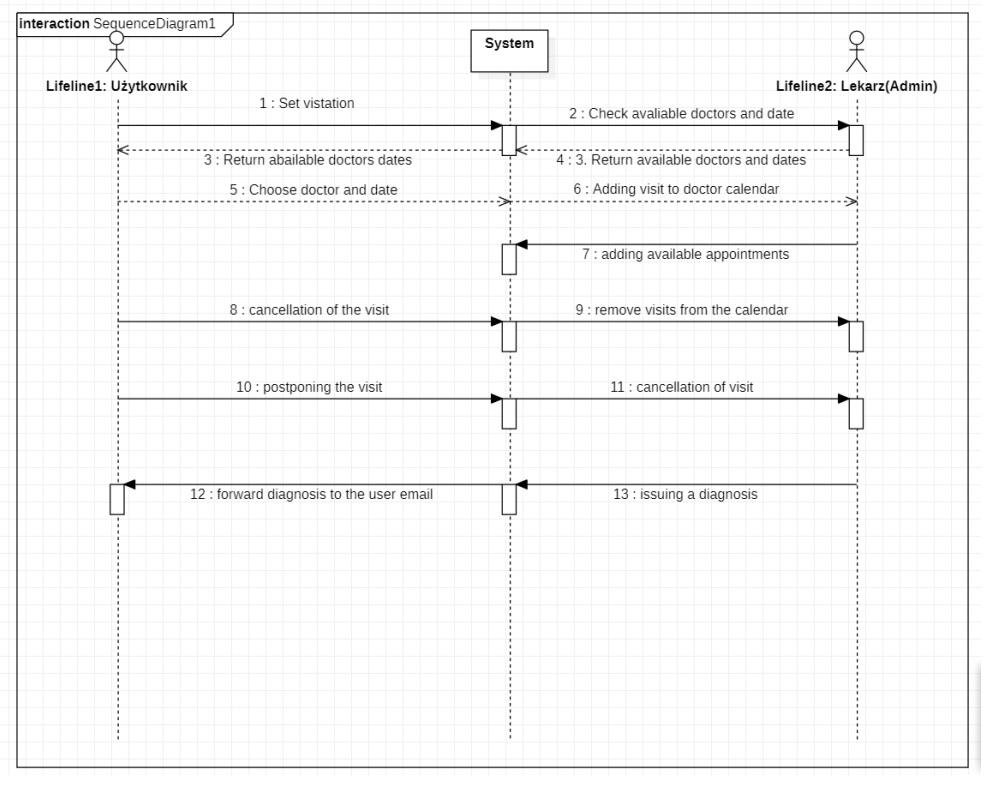 interaction SequenceDiagram1
System
Lifeline1: Użytkownik
Lifeline2: Lekarz(Admin)
1 : Set vistation
2 : Check avaliable doctors and date
3 : Return abailable doctors dates
4 : 3. Return available doctors and dates
5 : Choose doctor and date
6 : Adding visit to doctor calendar
7 : adding available appointments
8 : cancellation of the visit
9 : remove visits from the calendar
10 : postponing the visit
11 : cancellation of visit
12 : forward diagnosis to the user email
13 : issuing a diagnosis